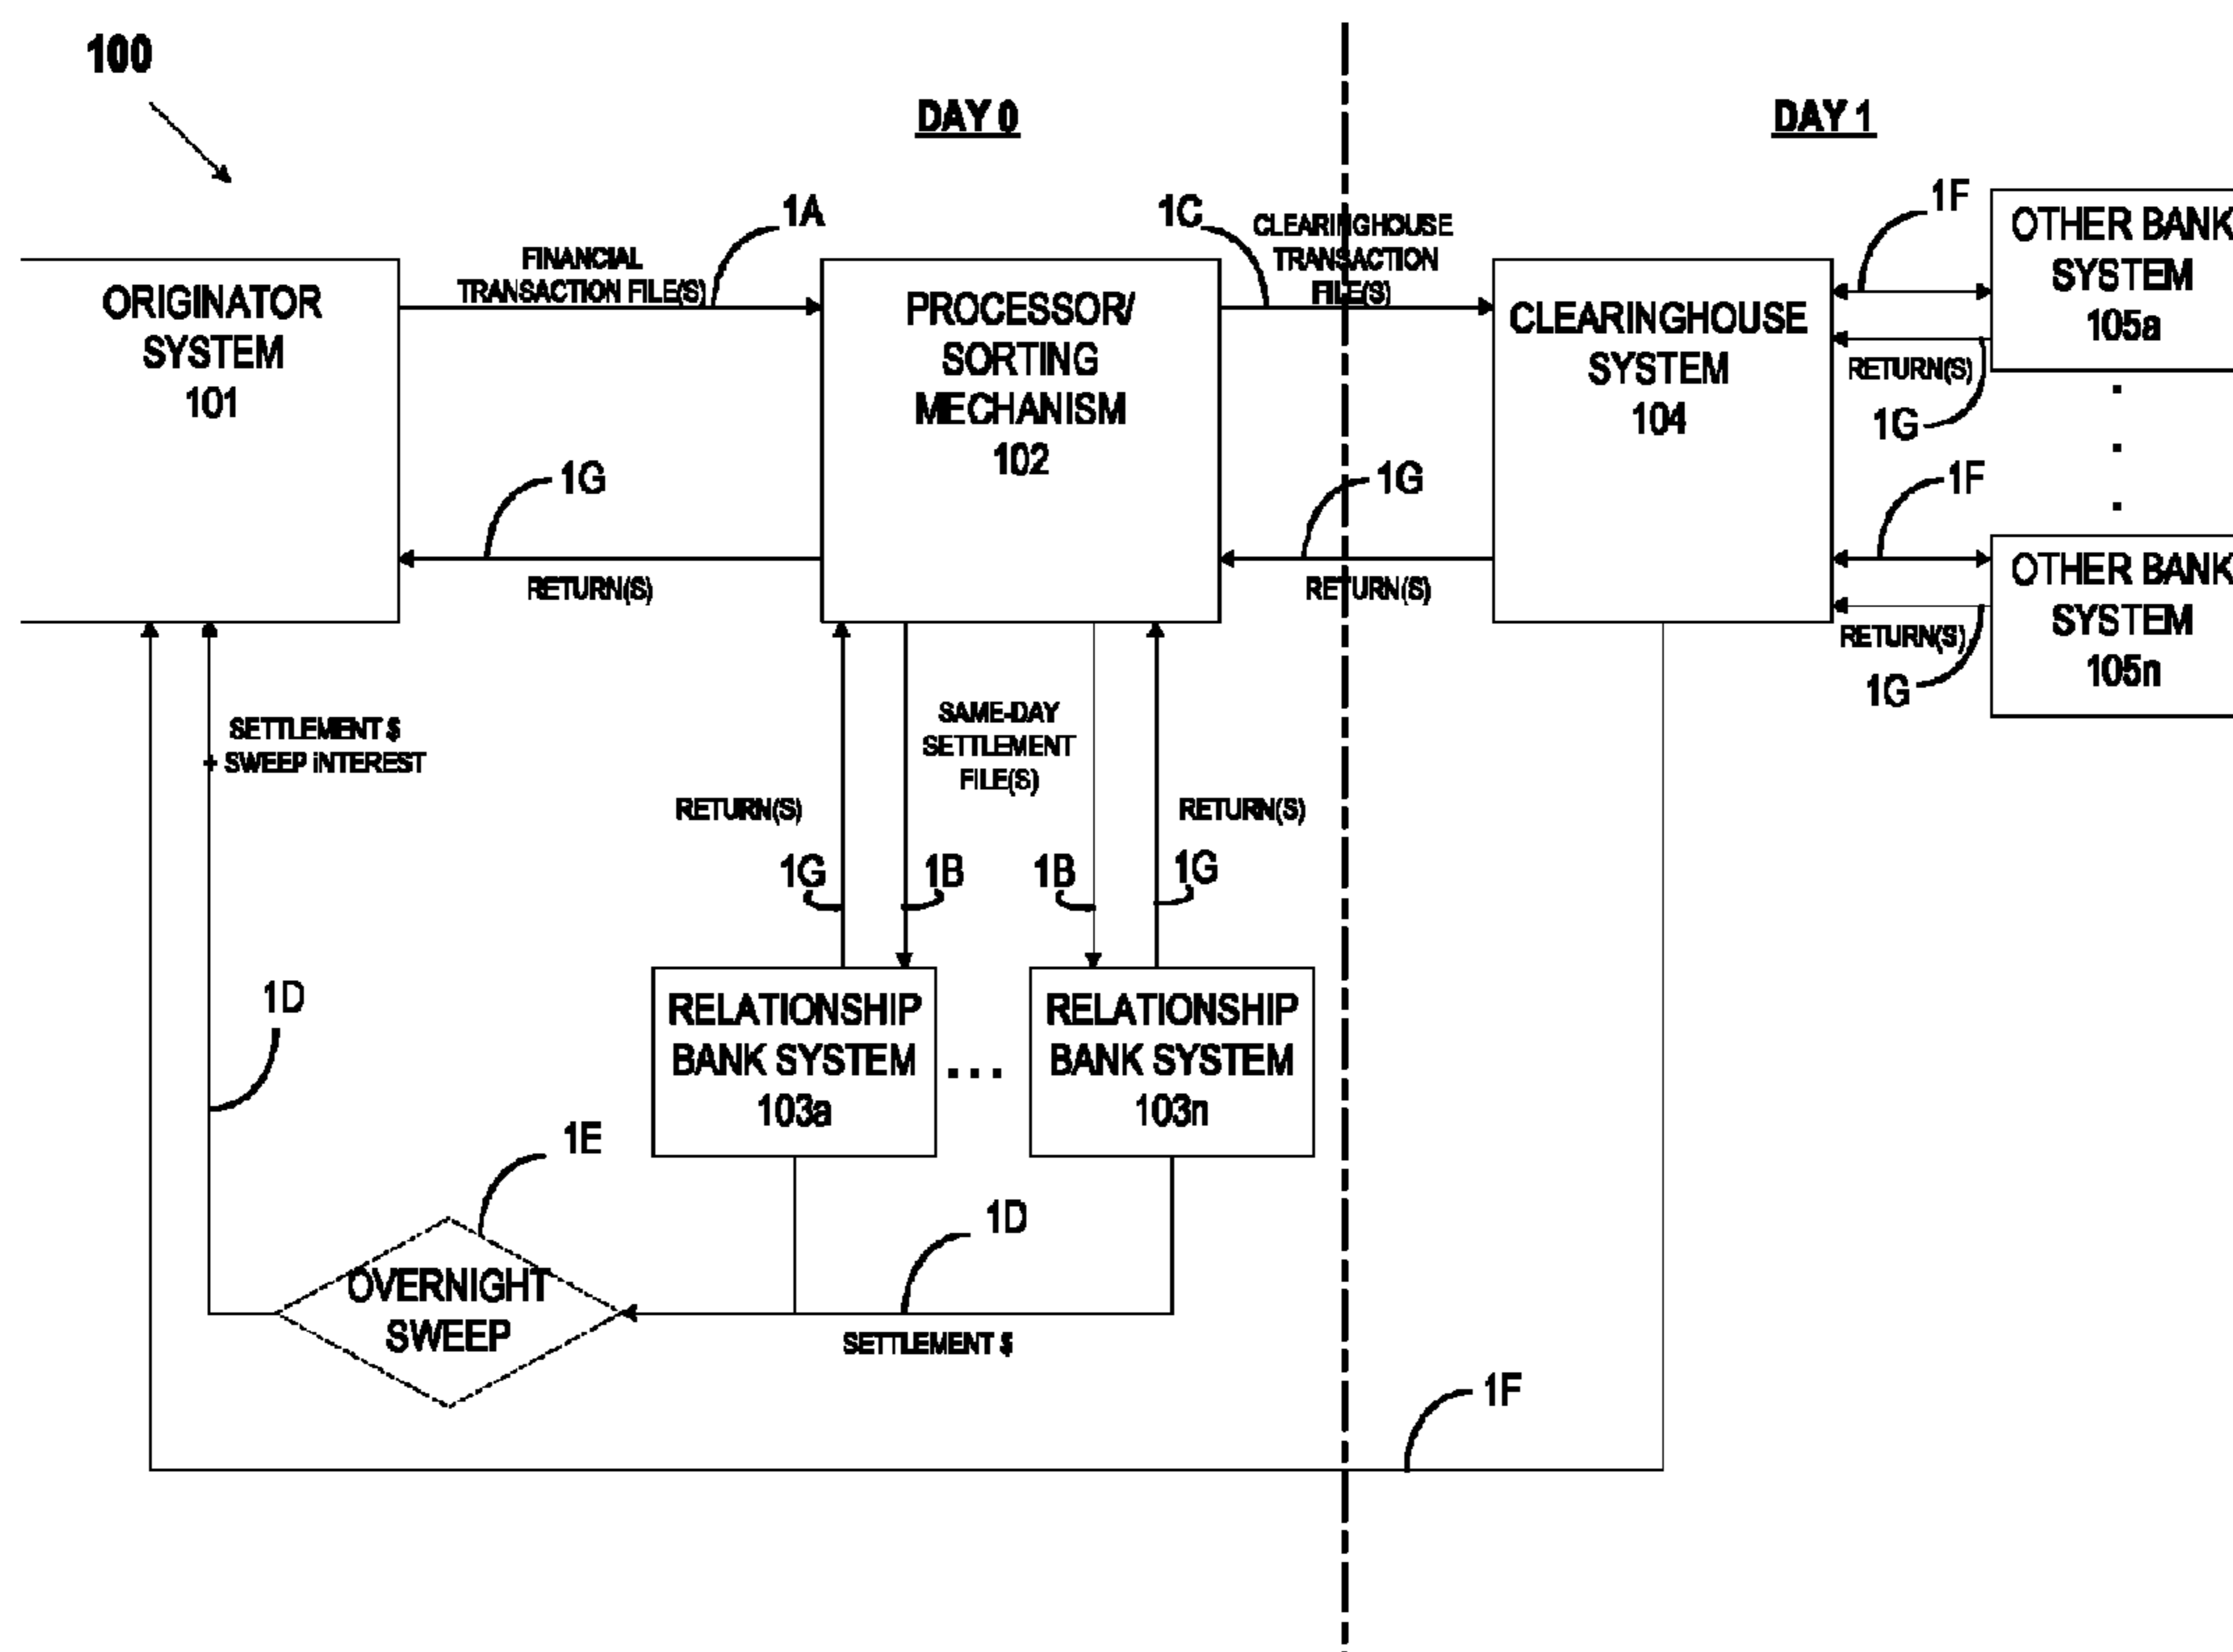 100
DAY 0
DAY 1
1A
1C
1F
FINANCIAL
TRANSACTION FILE(S)
CLEARINGHOUSE
TRANSACTION
FILE(S)
ORIGINATOR
SYSTEM
101
PROCESSOR/
SORTING
MECHANISM
102
CLEARINGHOUSE
SYSTEM
104
OTHER BANK
SYSTEM
105a
RETURN(S)
1G
.
.
.
1G
RETURN(S)
1G
RETURN(S)
1F
OTHER BANK
SYSTEM
105n
RETURN(S)
1G
SETTLEMENT $
+ SWEEP iNTEREST
SAME-DAY
SETTLEMENT
FILE(S)
RETURN(S)
RETURN(S)
1G
1B
1B
1G
1D
RELATIONSHIP
BANK SYSTEM
103a
...
RELATIONSHIP
BANK SYSTEM
103n
1E
1D
OVERNIGHT
SWEEP
SETTLEMENT $
1F